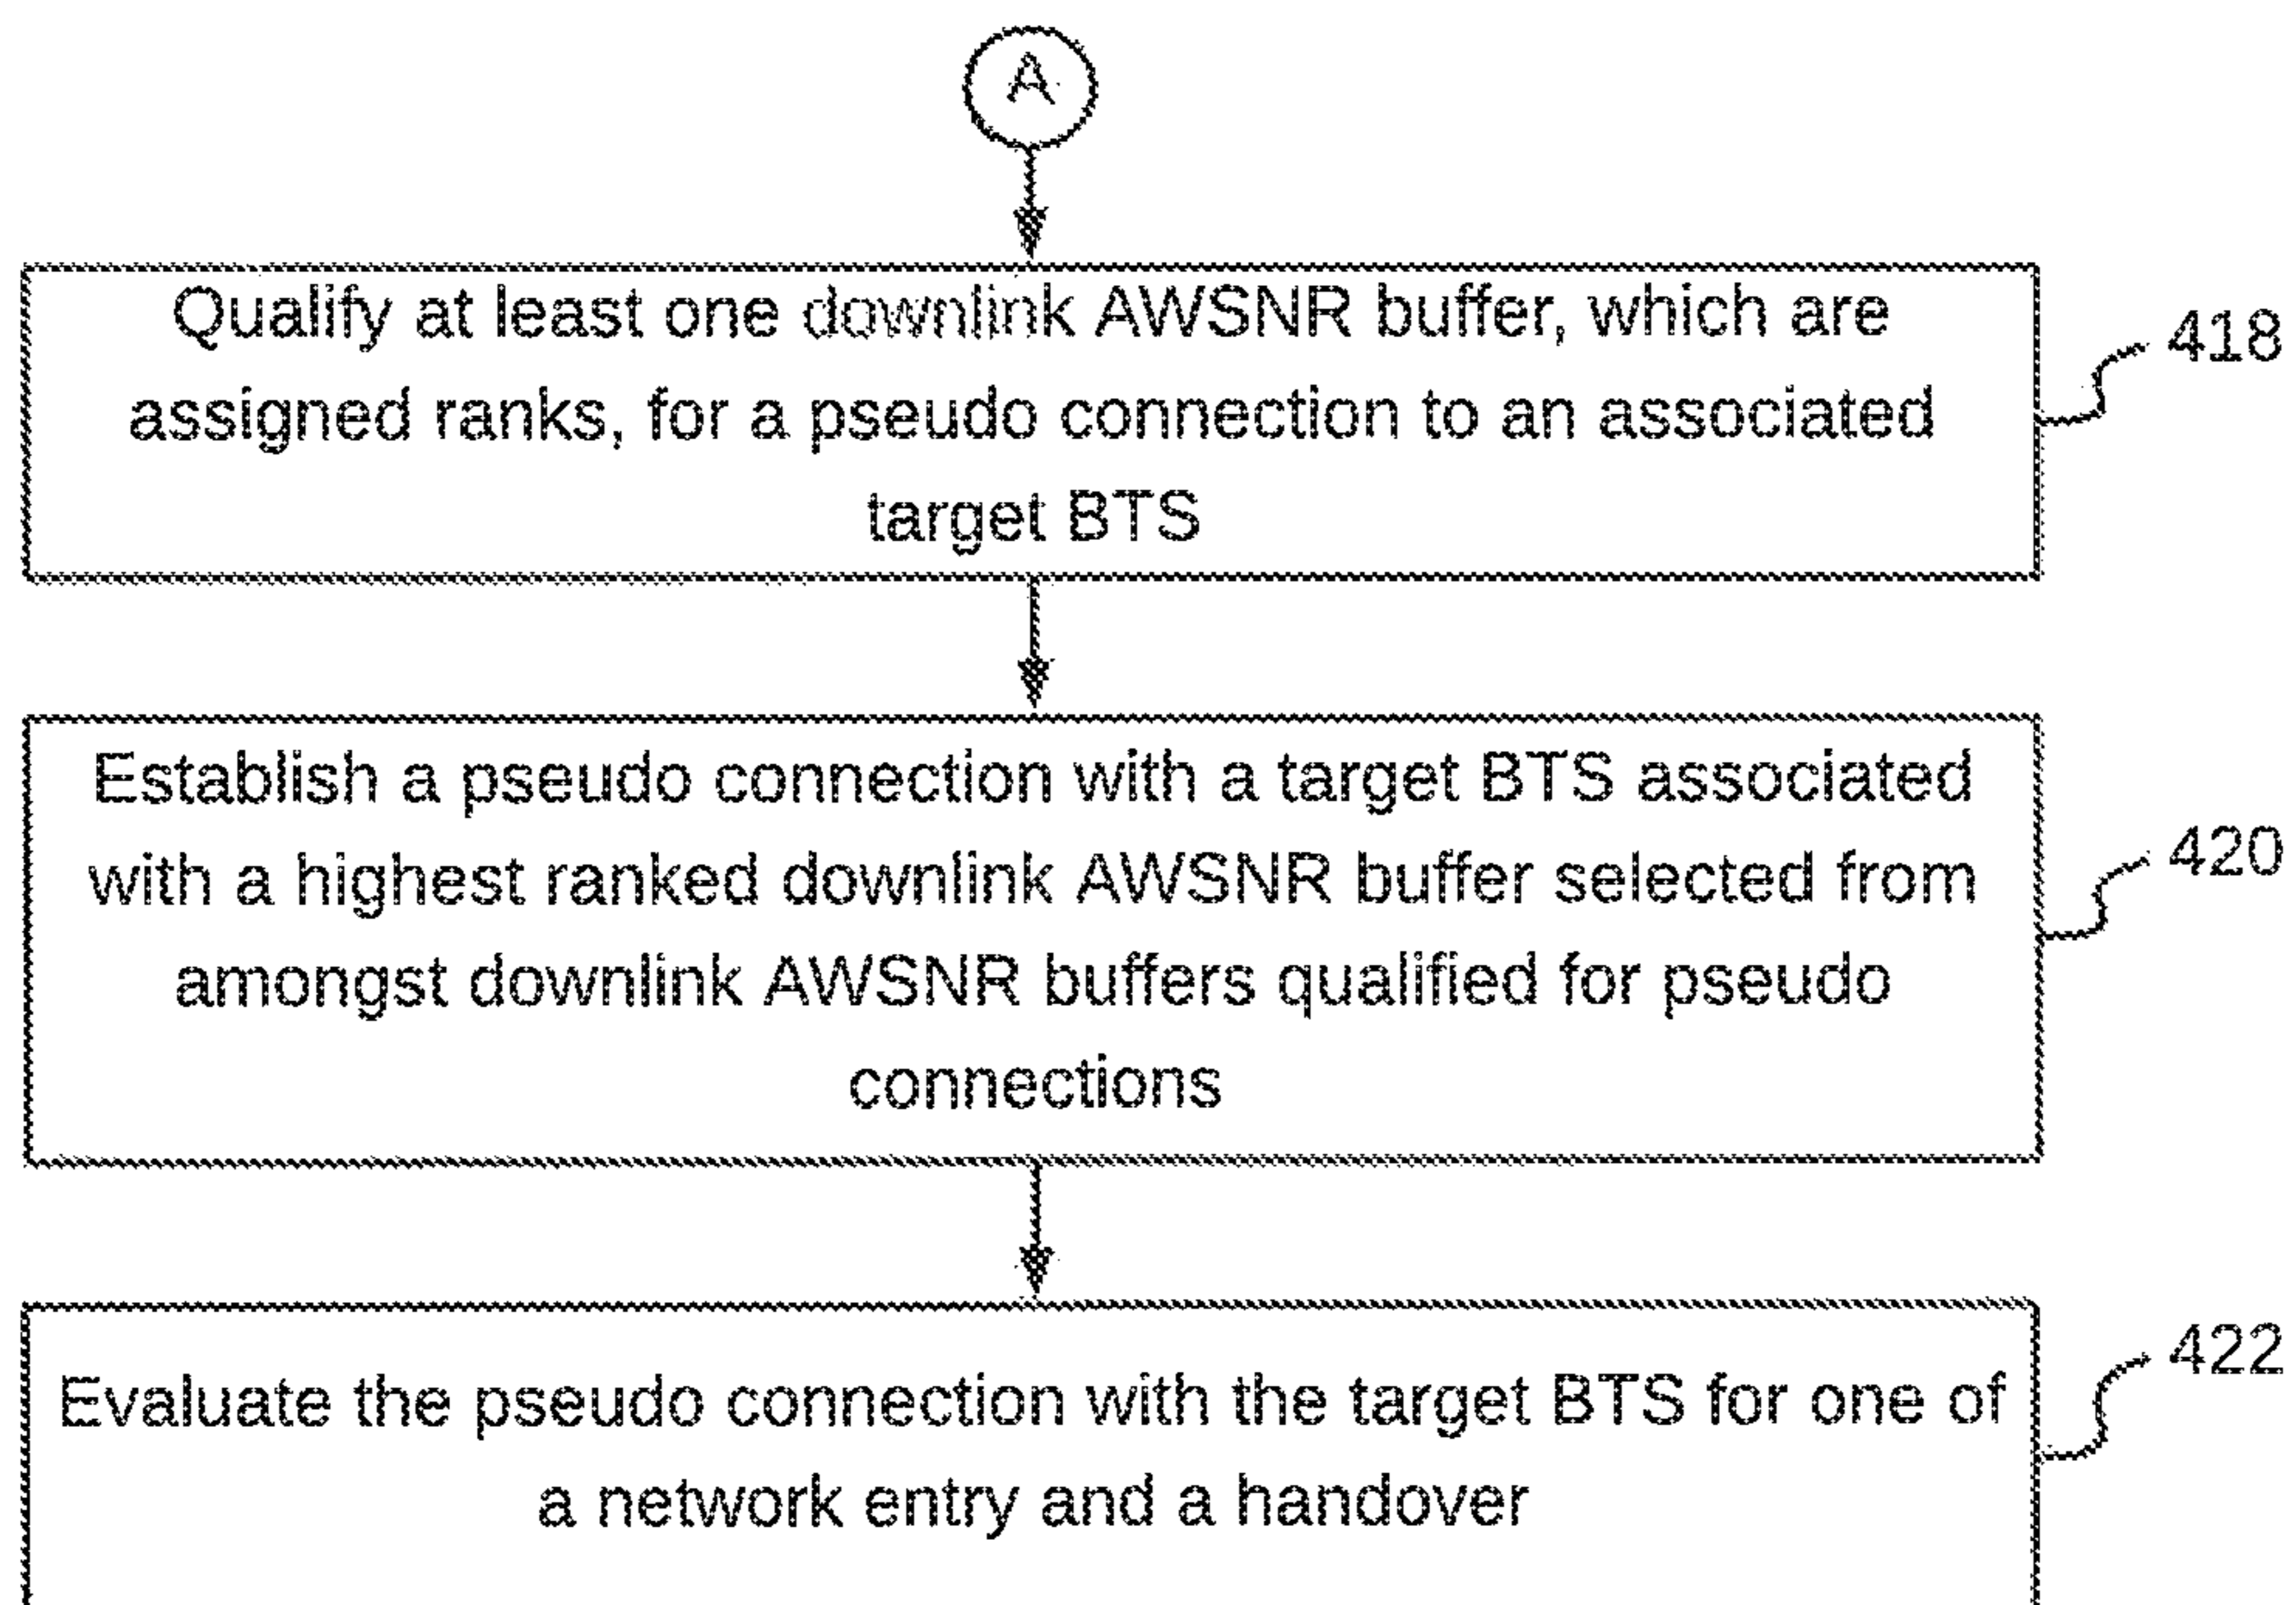 A
Qualify at least one downlink AWSNR buffer, which are
assigned ranks, for a pseudo connection to an associated
target BTS
418
Establish a pseudo connection with a target BTS associated
with a highest ranked downlink AWSNR buffer selected from
amongst downlink AWSNR buffers qualified for pseudo
connections
420
Evaluate the pseudo connection with the target BTS for one of
a network entry and a handover
422